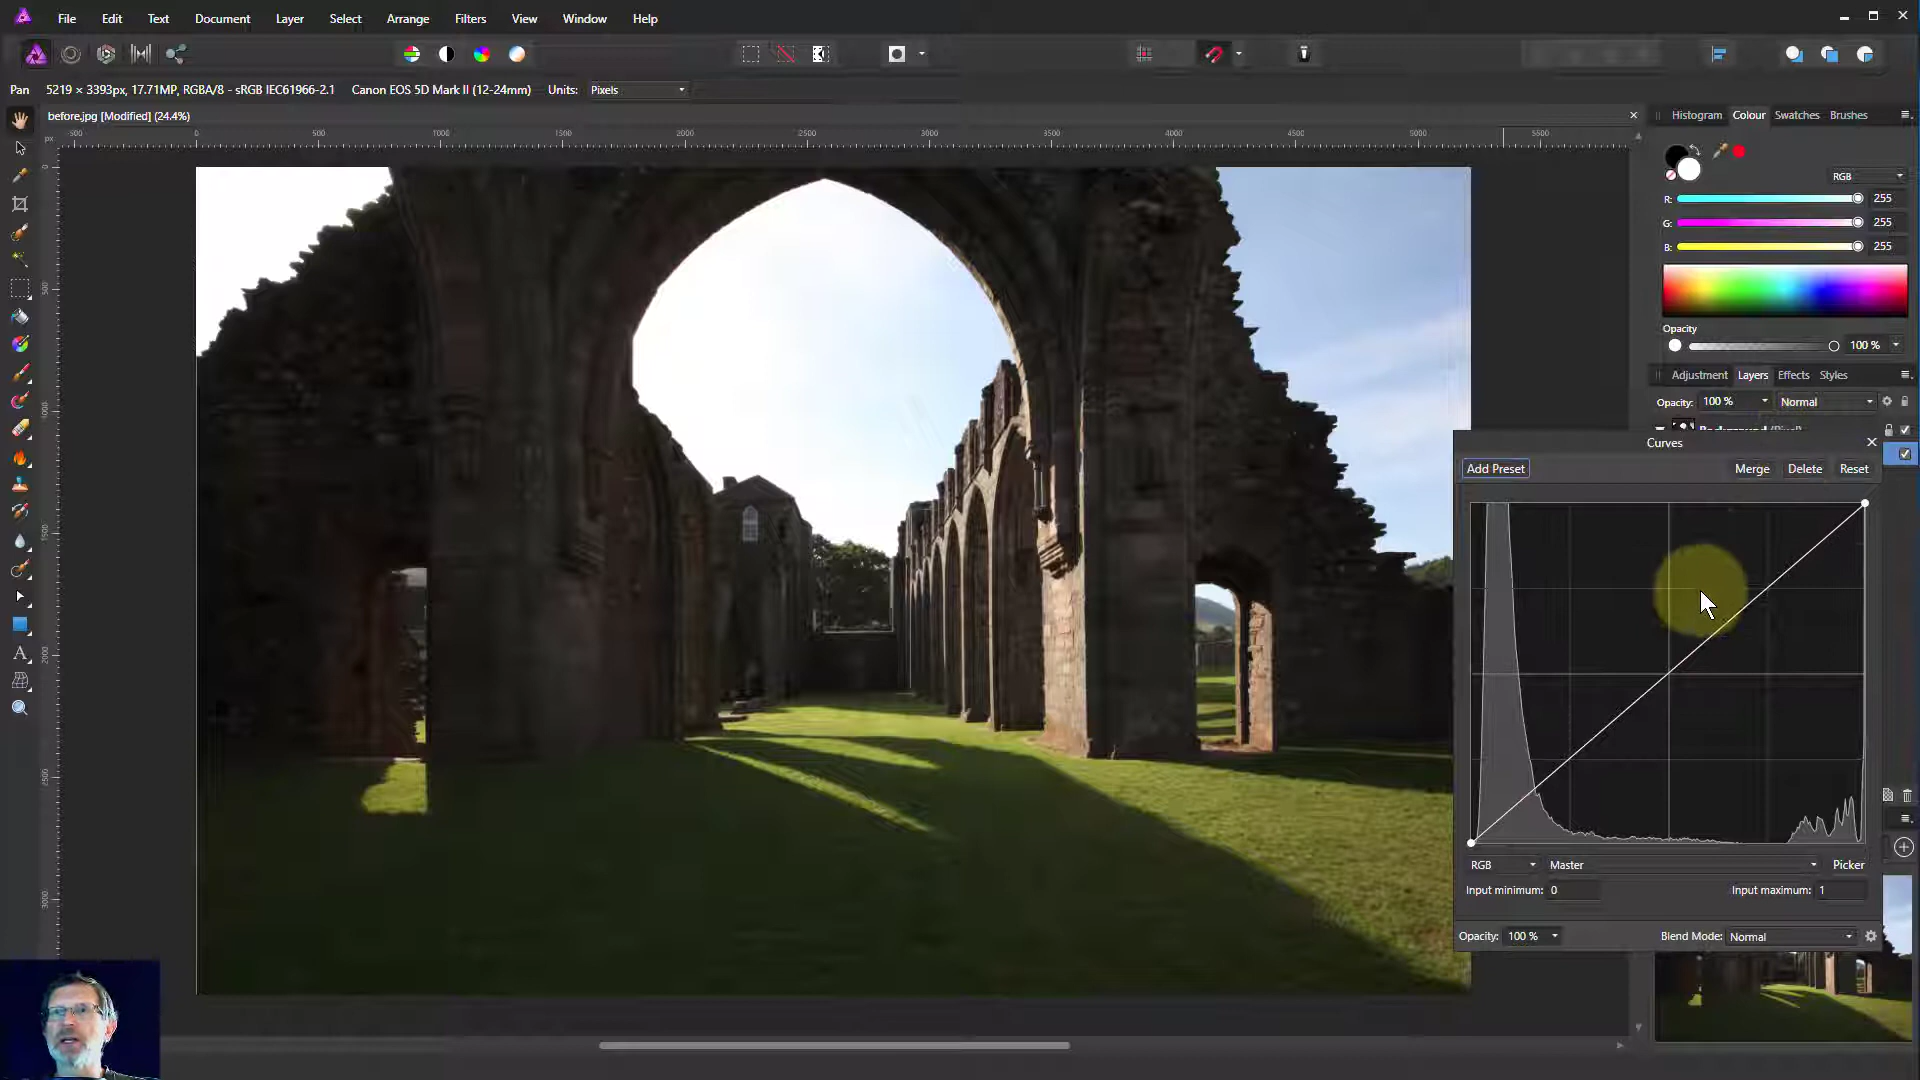 File Edit Text Document Layer Select Arrange Filters View Window Help
Pan 5219 × 3393px, 17.71MP, RGBA/8 - sRGB IEC61966-2.1 Canon EOS 5D Mark II (12-24mm) Units: Pixels
before.jpg [Modified] (24.4%)
Histogram Colour Swatches Brushes
px 500 0 500 1000 1500 2000 2500 3000 3500 4000 4500 5000 5500
RGB
R: 255
G: 255
B: 255
Opacity
100 %
Adjustment Layers Effects Styles
Opacity: 100 % Normal
Curves
Add Preset Merge Delete Reset
RGB Master Picker
Input minimum: 0 Input maximum: 1
Opacity: 100 % Blend Mode: Normal